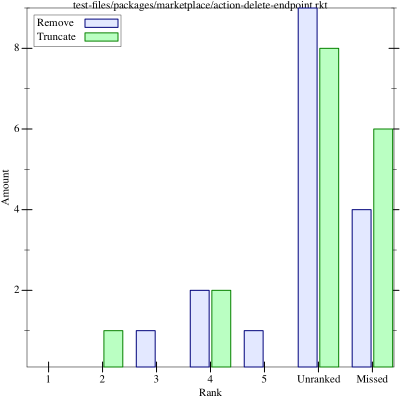 test-files/packages/marketplace/action-delete-endpoint.rkt
Remove
Truncate
8
6
4
2
Amount
1 2 3 4 5 Unranked Missed
Rank